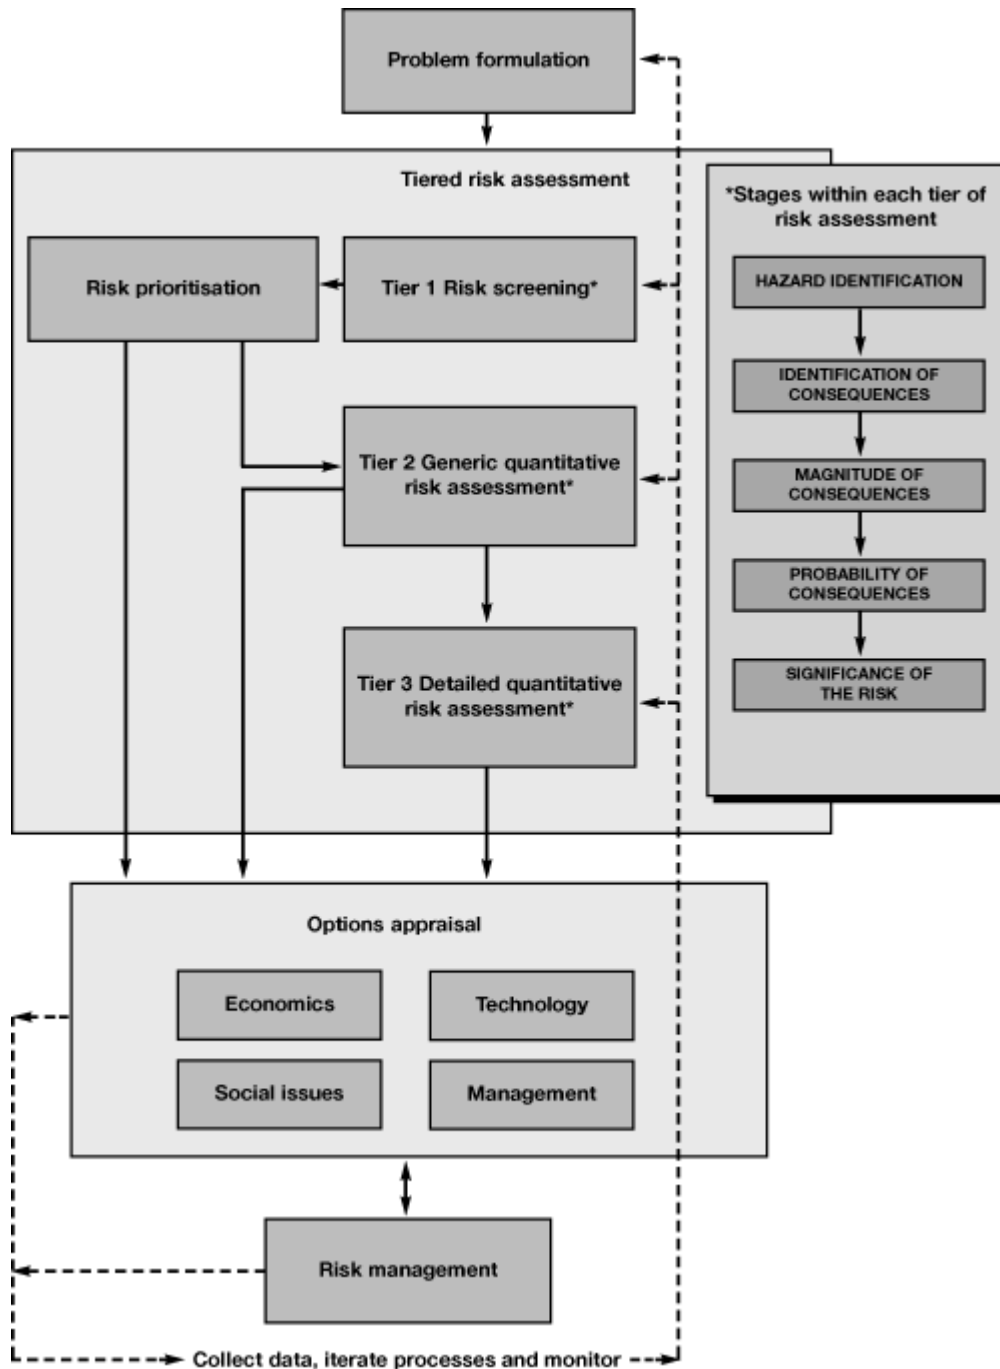 Problem formulation
Tiered risk assessment
Risk prioritisation
Tier 1 Risk screening*
Tier 2 Generic quantitative
risk assessment*
Tier 3 Detailed quantitative
risk assessment*
*Stages within each tier of
risk assessment
HAZARD IDENTIFICATION
IDENTIFICATION OF
CONSEQUENCES
MAGNITUDE OF
CONSEQUENCES
PROBABILITY OF
CONSEQUENCES
SIGNIFICANCE OF
THE RISK
Options appraisal
Economics
Technology
Social issues
Management
Risk management
Collect data, iterate processes and monitor